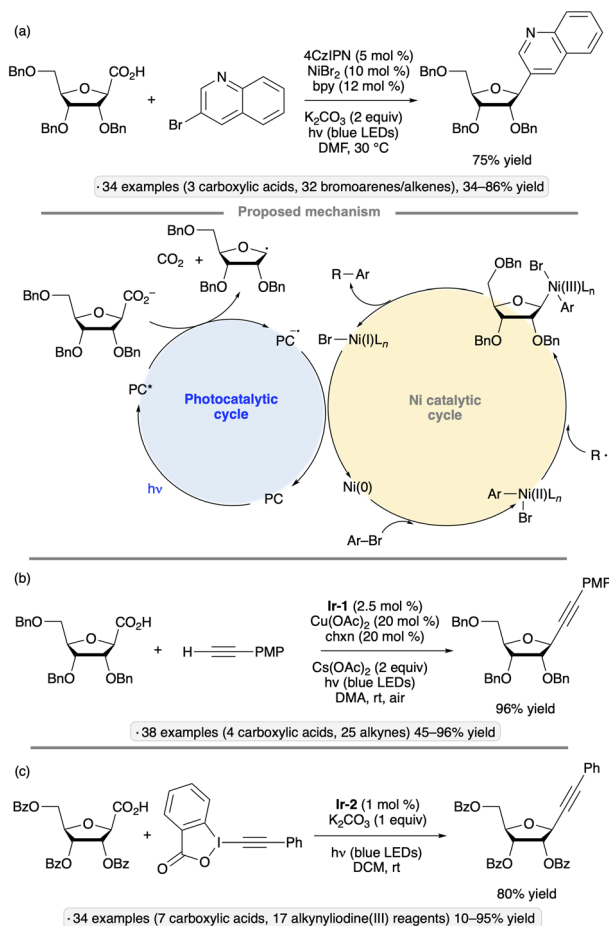 (a)
BnO
O
CO₂H
BnO
OBn
+
N
Br
4CzIPN (5 mol %)
NiBr₂ (10 mol %)
bpy (12 mol %)
K₂CO₃ (2 equiv)
hv (blue LEDs)
DMF, 30 °C
N
BnO
O
BnO
OBn
75% yield
· 34 examples (3 carboxylic acids, 32 bromoarenes/alkenes), 34–86% yield
Proposed mechanism
CO₂ +
BnO
O
·
BnO
OBn
BnO
O
CO₂⁻
BnO
OBn
PC⁻•
PC*
Photocatalytic
cycle
hν
PC
R–Ar
Br–Ni(I)Lₙ
Br
Ni(III)Lₙ
Ar
OBn
O
BnO
OBn
Ni catalytic
cycle
Ni(0)
R •
Ar–Ni(II)Lₙ
Br
Ar–Br
(b)
BnO
O
CO₂H
BnO
OBn
+
H
PMP
Ir-1 (2.5 mol %)
Cu(OAc)₂ (20 mol %)
chxn (20 mol %)
Cs(OAc)₂ (2 equiv)
hv (blue LEDs)
DMA, rt, air
PMP
BnO
O
BnO
OBn
96% yield
· 38 examples (4 carboxylic acids, 25 alkynes) 45–96% yield
(c)
BzO
O
CO₂H
BzO
OBz
+
I
Ph
O
O
Ir-2 (1 mol %)
K₂CO₃ (1 equiv)
hv (blue LEDs)
DCM, rt
Ph
BzO
O
BzO
OBz
80% yield
· 34 examples (7 carboxylic acids, 17 alkynyliodine(III) reagents) 10–95% yield